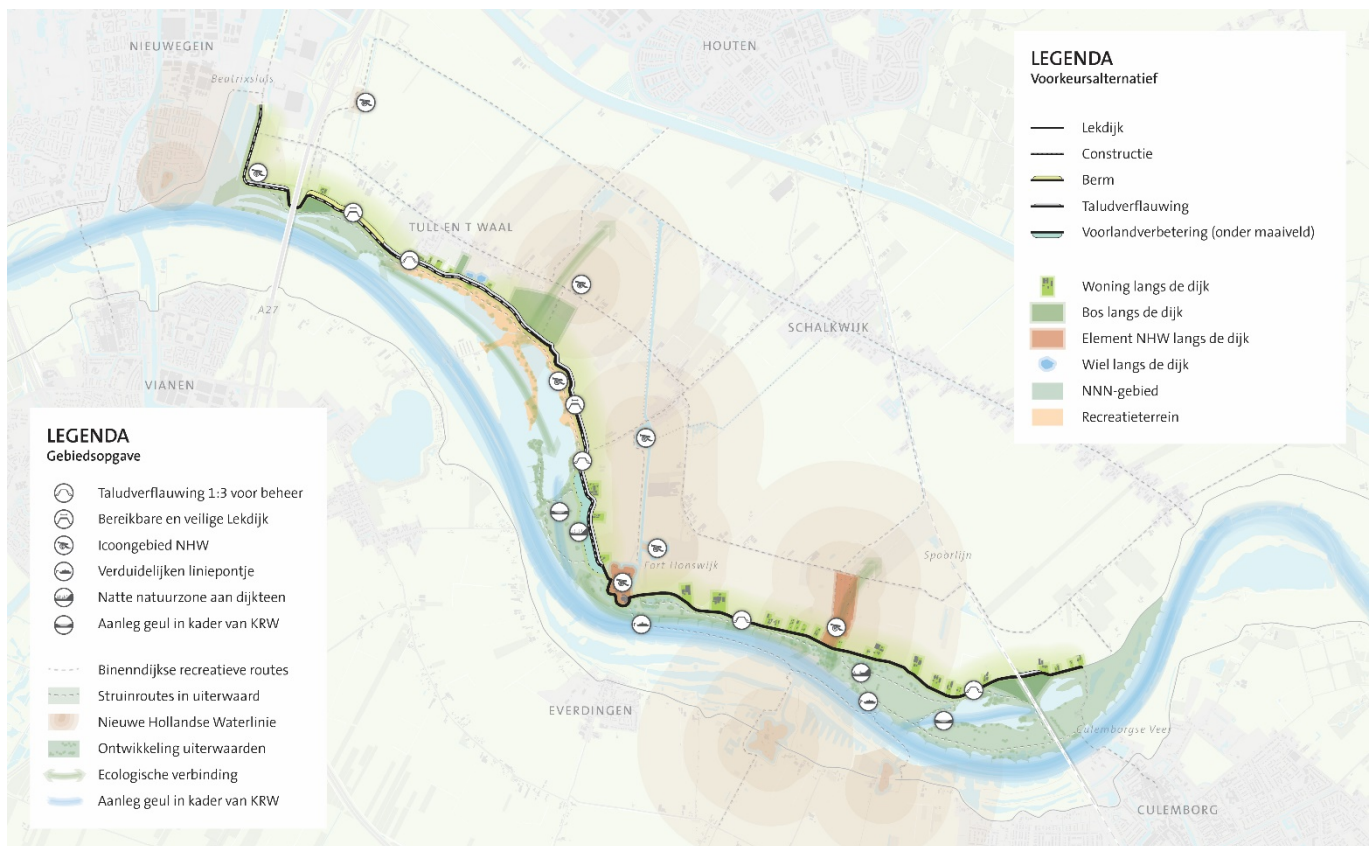 NIEUWEGEIN
HOUTEN
Beatrixsluis
LEGENDA
Voorkeursalternatief
Lekdijk
Constructie
Berm
Taludverflauwing
Voorlandverbetering (onder maaiveld)
Woning langs de dijk
Bos langs de dijk
Element NHW langs de dijk
Wiel langs de dijk
NNN-gebied
Recreatieterrein
TULL EN T WAAL
A27
SCHALKWIJK
VIANEN
LEGENDA
Gebiedsopgave
Taludverflauwing 1:3 voor beheer
Bereikbare en veilige Lekdijk
Icoongebied NHW
Verduidelijken liniepontje
Natte natuurzone aan dijkteen
Aanleg geul in kader van KRW
Binenndijkse recreatieve routes
Struinroutes in uiterwaard
Nieuwe Hollandse Waterlinie
Ontwikkeling uiterwaarden
Ecologische verbinding
Aanleg geul in kader van KRW
Spoorlijn
Fort Honswijk
EVERDINGEN
Culemborgse Veer
CULEMBORG